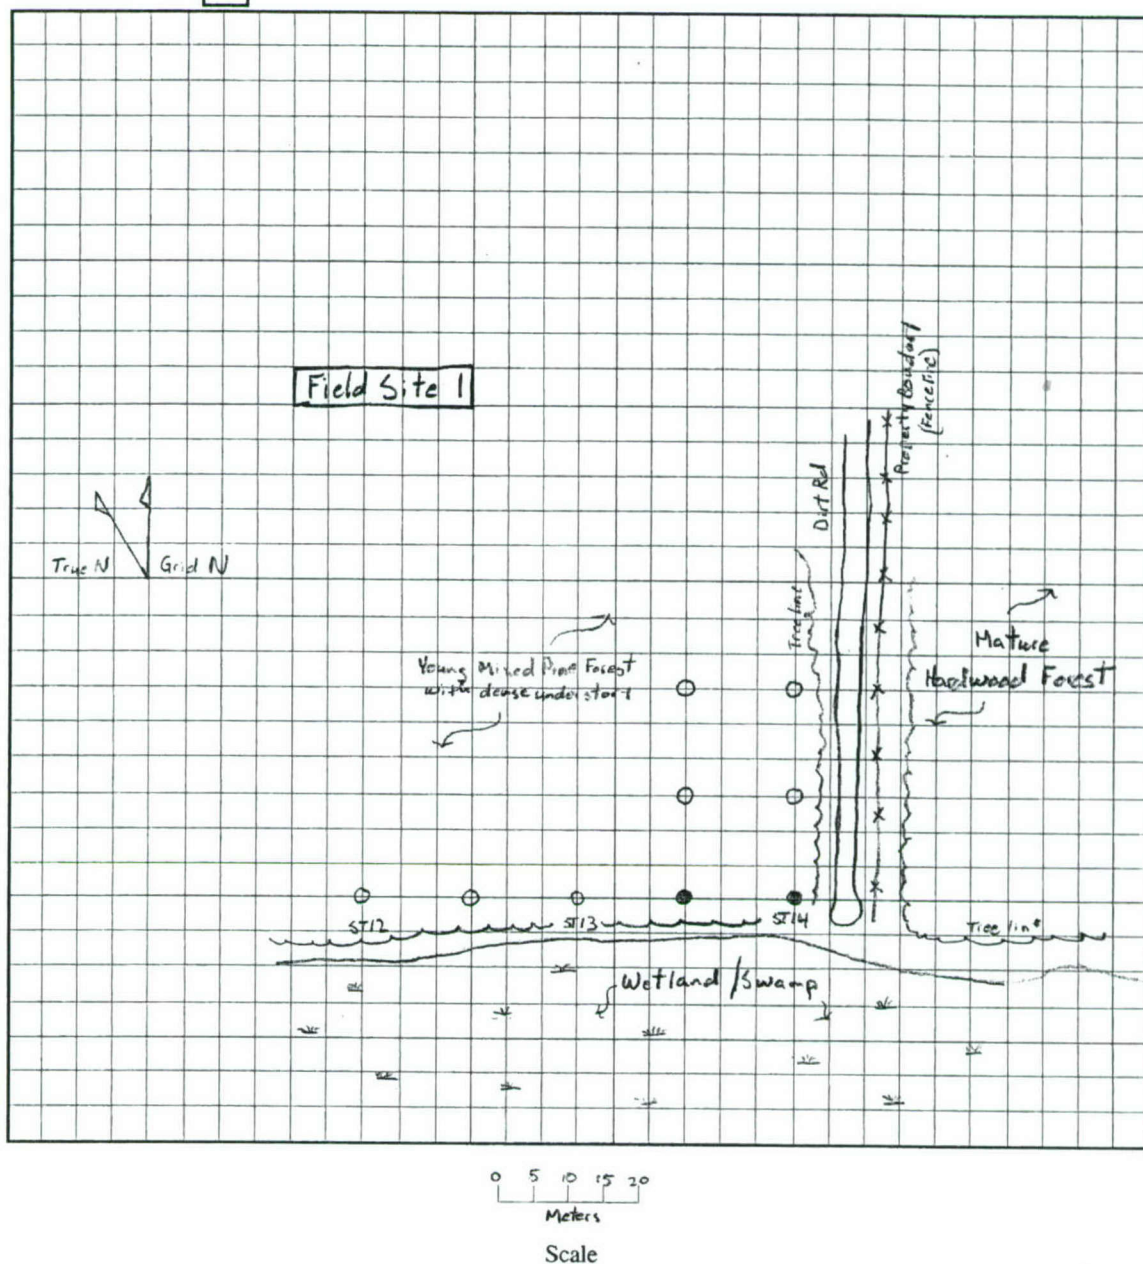 Field Site 1
Property Boundary
(Fenceline)
Dirt Rd
Tree line
True N
Grid N
Young Mixed Pine Forest
with dense understory
Mature
Hardwood Forest
ST12
ST13
ST14
Tree line
Wetland / Swamp
0 5 10 15 20
Meters
Scale